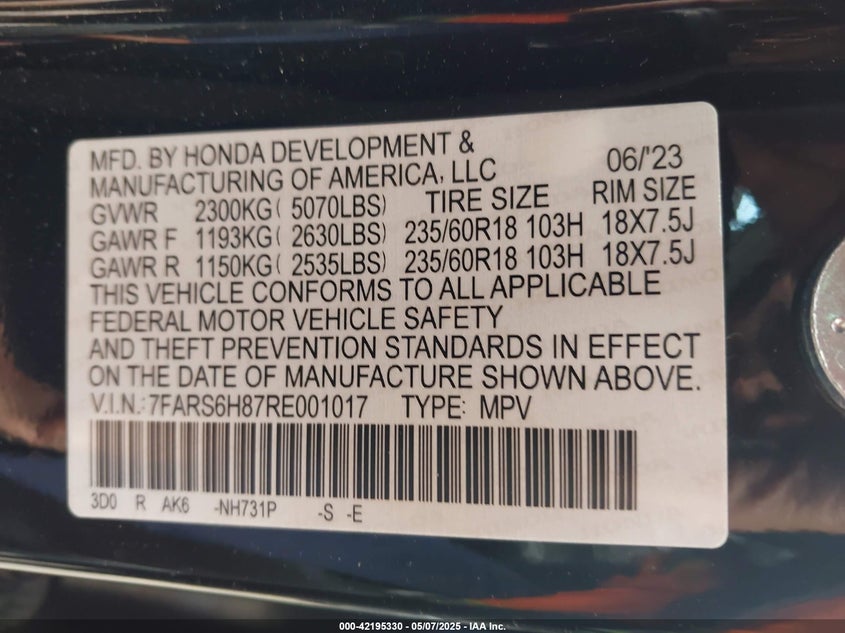 MFD. BY HONDA DEVELOPMENT & 06/'23
MANUFACTURING OF AMERICA, LLC
GVWR 2300KG( 5070LBS) TIRE SIZE RIM SIZE
GAWR F 1193KG( 2630LBS) 235/60R18 103H 18X7.5J
GAWR R 1150KG( 2535LBS) 235/60R18 103H 18X7.5J
THIS VEHICLE CONFORMS TO ALL APPLICABLE
FEDERAL MOTOR VEHICLE SAFETY
AND THEFT PREVENTION STANDARDS IN EFFECT
ON THE DATE OF MANUFACTURE SHOWN ABOVE.
V.I.N.:7FARS6H87RE001017 TYPE: MPV
3D0 R AK6 -NH731P -S -E
000-42195330 - 05/07/2025 - IAA Inc.